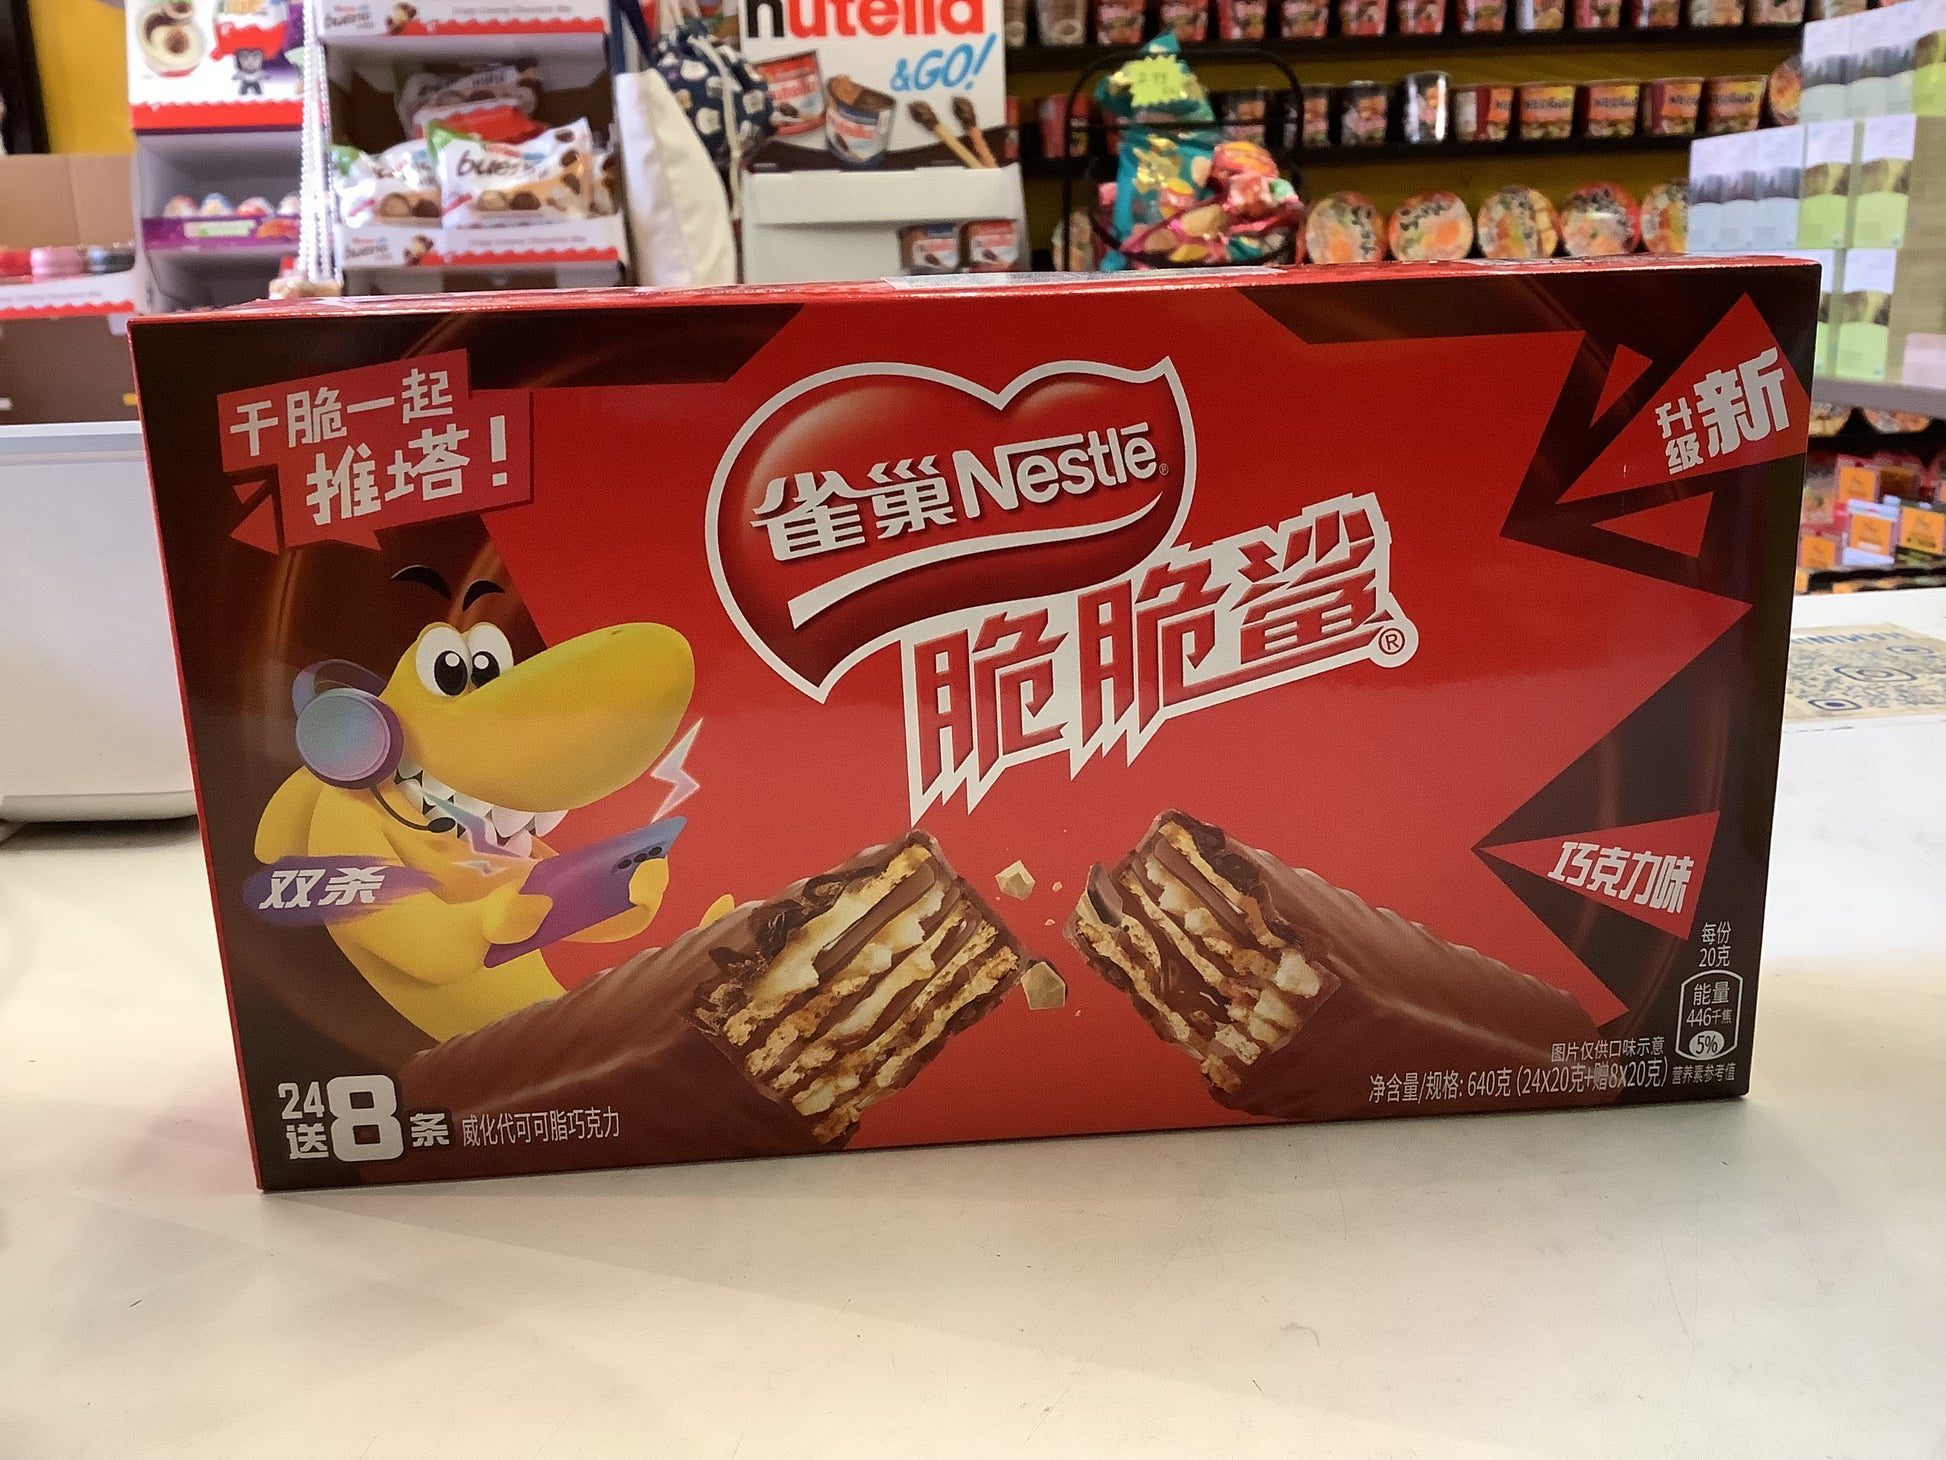 nutella
&GO!
bueno
干脆一起
推塔！
雀巢Nestlé®
脆脆鲨®
升级新
双杀
巧克力味
每份
20克
能量
446千焦
5%
营养素参考值
图片仅供口味示意
净含量/规格: 640克 (24X20克+赠8X20克)
24送8条
威化代可可脂巧克力